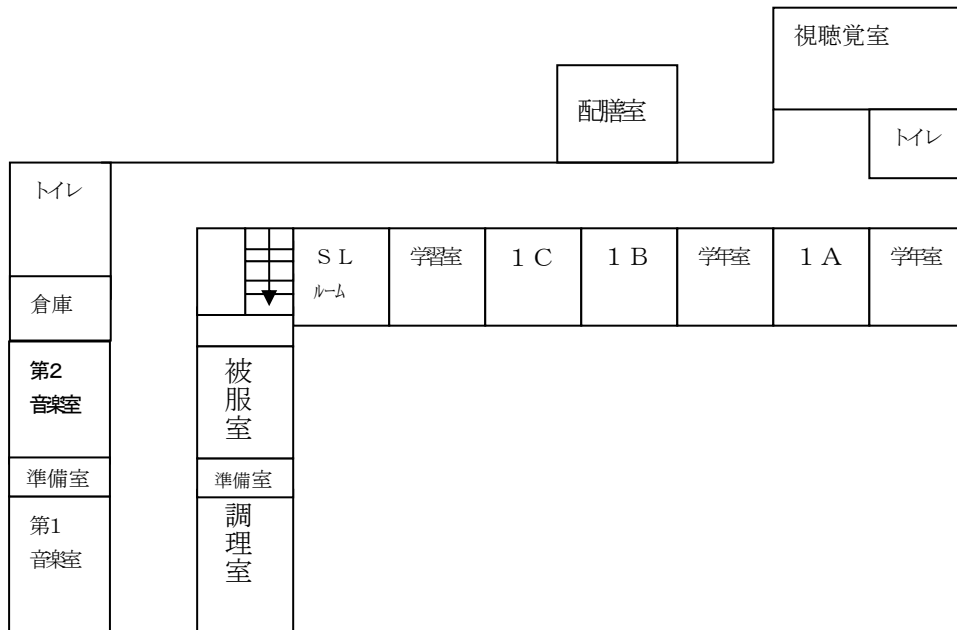 視聴覚室
配膳室
トイレ
トイレ
ＳＬ
ルーム
学習室
１Ｃ
１Ｂ
学年室
１Ａ
学年室
倉庫
第2
音楽室
被服室
準備室
準備室
第1
音楽室
調理室